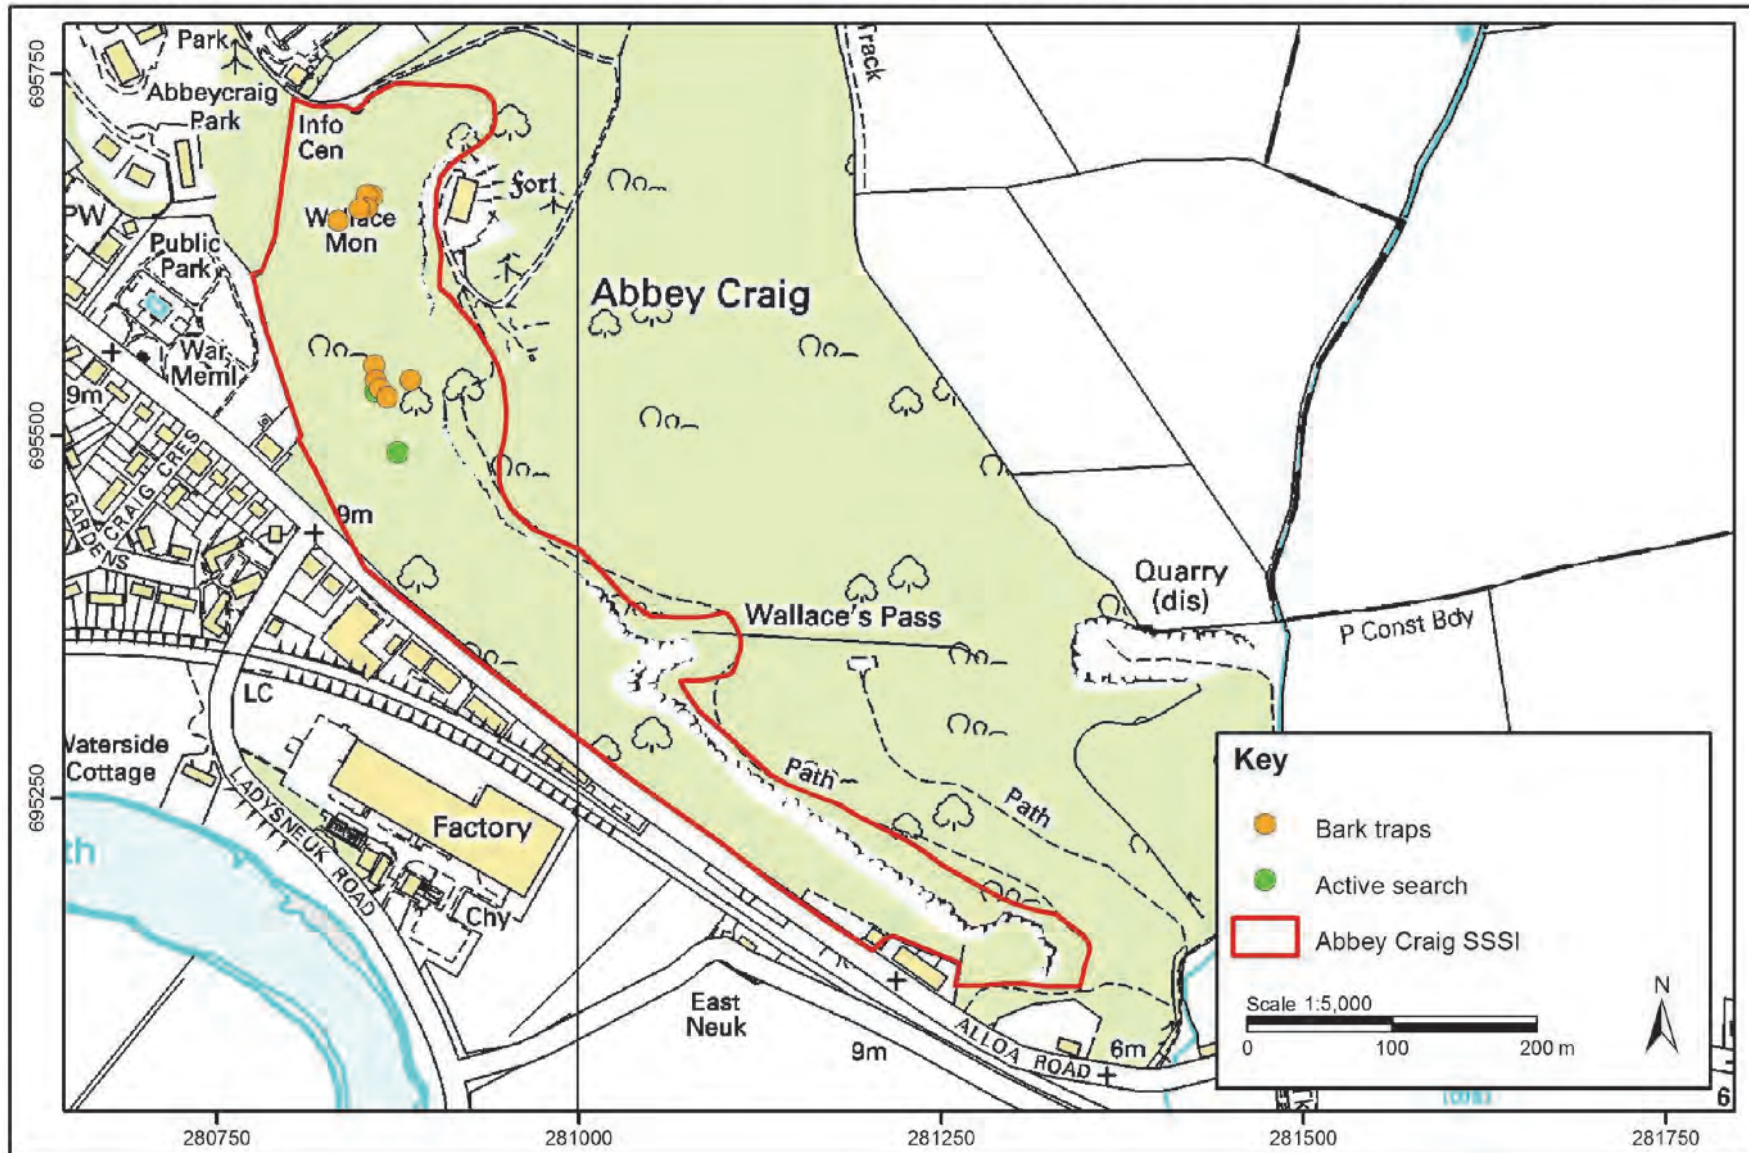 Park
Abbeycraig
Park
Info
Cen
Track
Fort
PW
Wallace
Mon
Public
Park
Abbey Craig
War
Meml
9m
CRAIG CRES
GARDENS
9m
Quarry
(dis)
Wallace's Pass
P Const Bdy
LC
Waterside
Cottage
Path
Path
LADYSNEUK ROAD
Factory
Chy
East
Neuk
9m
ALLOA ROAD
6m
Key
Bark traps
Active search
Abbey Craig SSSI
Scale 1:5,000
0 100 200 m
N
6
695750
695500
695250
280750 281000 281250 281500 281750